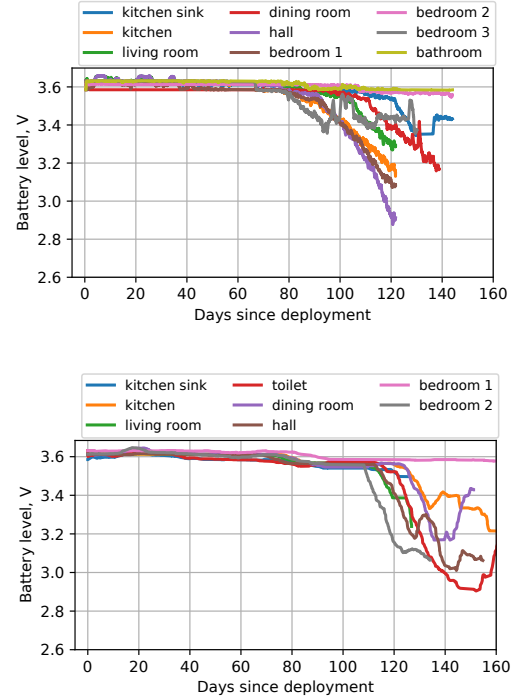 kitchen sink dining room bedroom 2
kitchen hall bedroom 3
living room bedroom 1 bathroom
3.6
3.4
3.2
3.0
2.8
2.6
Battery level, V
0 20 40 60 80 100 120 140 160
Days since deployment
kitchen sink toilet bedroom 1
kitchen dining room bedroom 2
living room hall
3.6
3.4
3.2
3.0
2.8
2.6
Battery level, V
0 20 40 60 80 100 120 140 160
Days since deployment